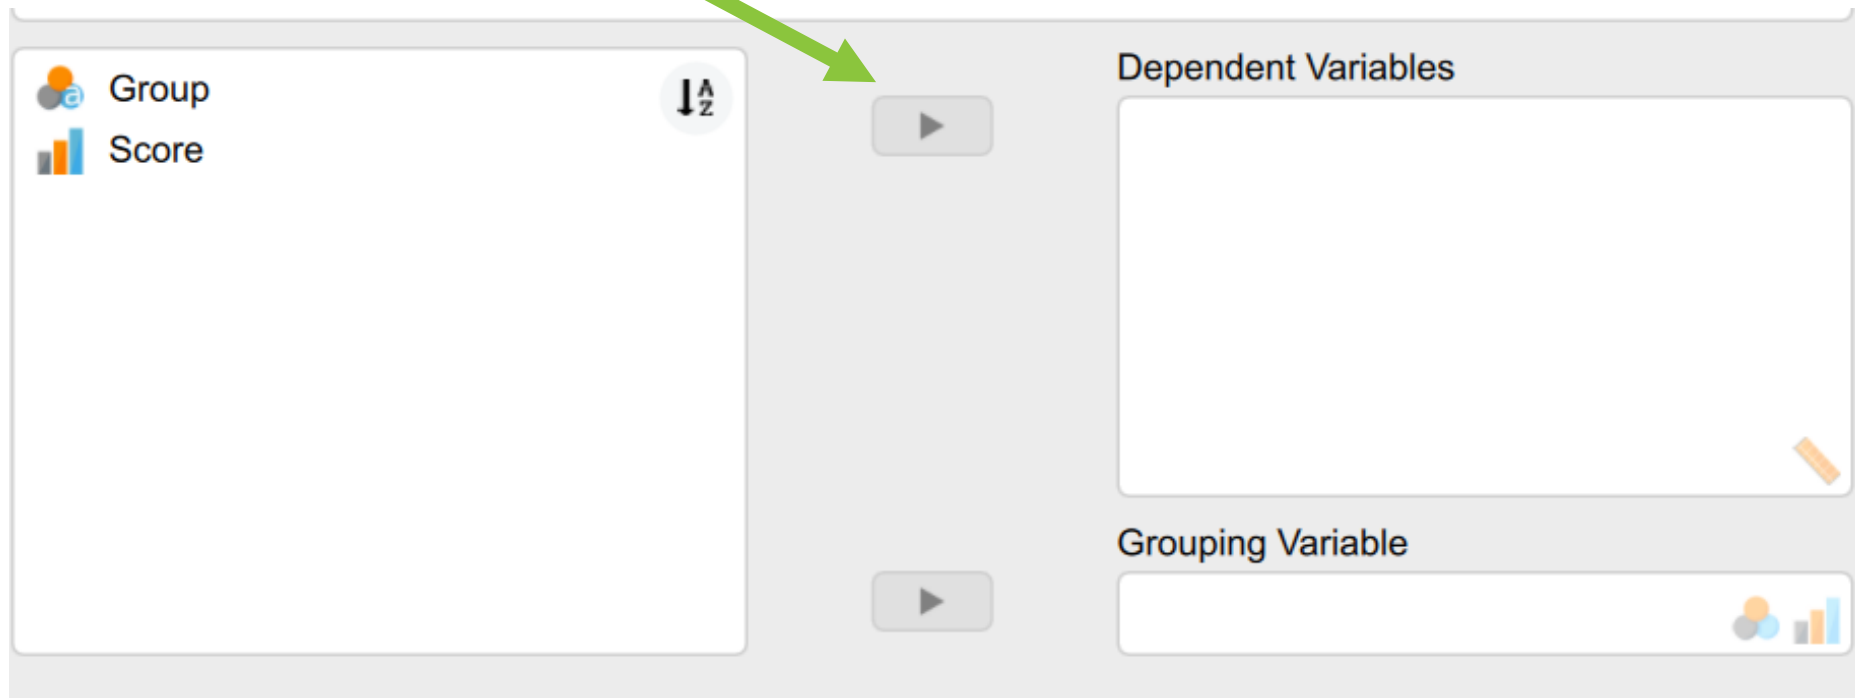 Group
Score
A
Z
Dependent Variables
Grouping Variable